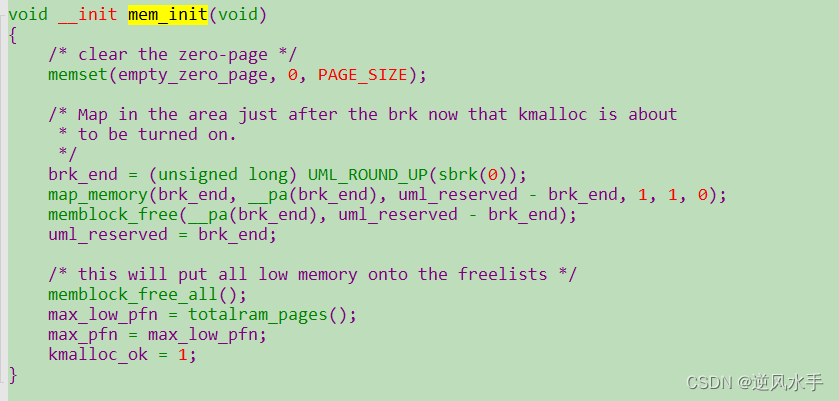 void __init mem_init(void)
{
    /* clear the zero-page */
    memset(empty_zero_page, 0, PAGE_SIZE);

    /* Map in the area just after the brk now that kmalloc is about
     * to be turned on.
     */
    brk_end = (unsigned long) UML_ROUND_UP(sbrk(0));
    map_memory(brk_end, __pa(brk_end), uml_reserved - brk_end, 1, 1, 0);
    memblock_free(__pa(brk_end), uml_reserved - brk_end);
    uml_reserved = brk_end;

    /* this will put all low memory onto the freelists */
    memblock_free_all();
    max_low_pfn = totalram_pages();
    max_pfn = max_low_pfn;
    kmalloc_ok = 1;
}
CSDN @逆风水手